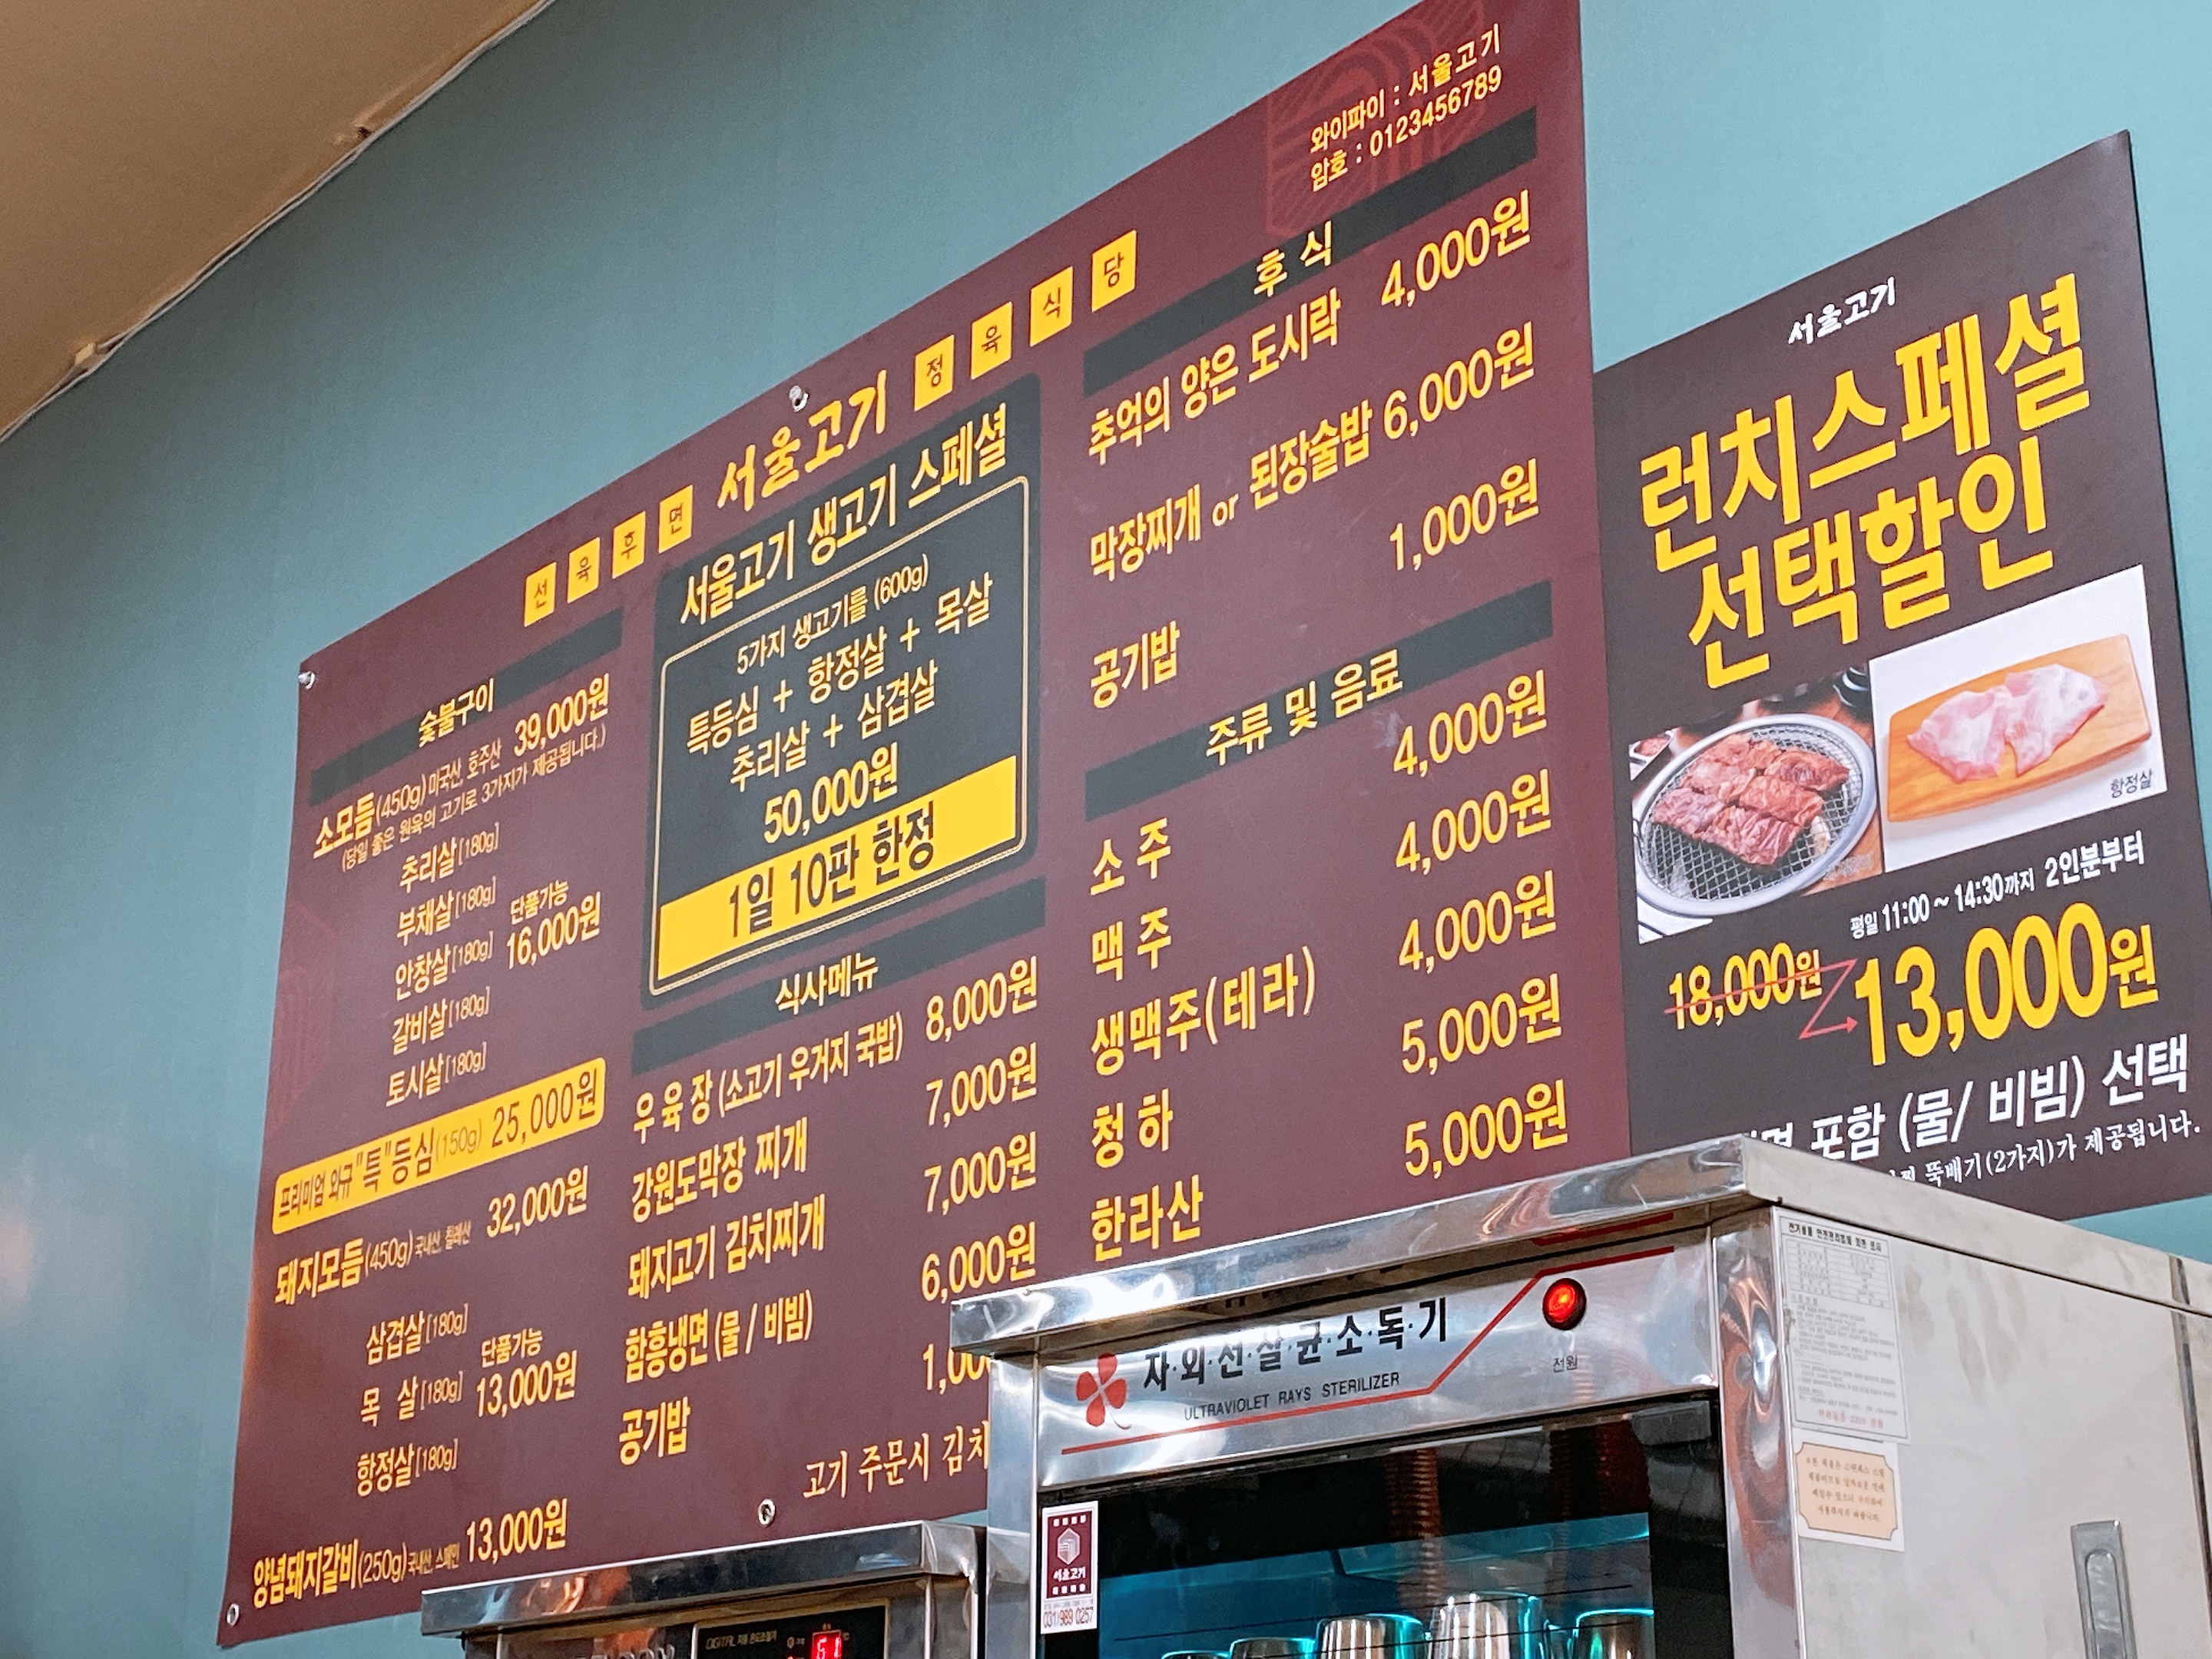 와이파이 : 서울고기
암호 : 0123456789
선육후면 서울고기 정육식당
숯불구이
소모듬(450g) 미국산, 호주산 39,000원
(당일 좋은 원육의 고기로 3가지가 제공됩니다.)
추리살[180g]
부채살[180g]
안창살[180g]
갈비살[180g]
토시살[180g]
단품가능
16,000원
프리미엄 와규 "특"등심(150g) 25,000원
돼지모듬(450g) 국내산, 칠레산 32,000원
삼겹살[180g]
목 살[180g]
항정살[180g]
단품가능
13,000원
양념돼지갈비(250g) 국내산, 스페인 13,000원
서울고기 생고기 스페셜
5가지 생고기를 (600g)
특등심 + 항정살 + 목살
추리살 + 삼겹살
50,000원
1일 10판 한정
식사메뉴
우 육 장 (소고기 우거지 국밥) 8,000원
강원도막장 찌개 7,000원
돼지고기 김치찌개 7,000원
함흥냉면 (물 / 비빔) 6,000원
공기밥 1,00
고기 주문시 김치
후 식
추억의 양은 도시락 4,000원
막장찌개 or 된장술밥 6,000원
공기밥 1,000원
주류 및 음료
소 주 4,000원
맥 주 4,000원
생맥주(테라) 4,000원
청 하 5,000원
한라산 5,000원
서울고기
런치스페셜
선택할인
항정살
평일 11:00 ~ 14:30까지 2인분부터
18,000원 13,000원
포함 (물/ 비빔) 선택
뚝배기(2가지)가 제공됩니다.
자·외·선·살·균·소·독·기
ULTRAVIOLET RAYS STERILIZER
전원
서울고기
031)989 0257
DIGITAL